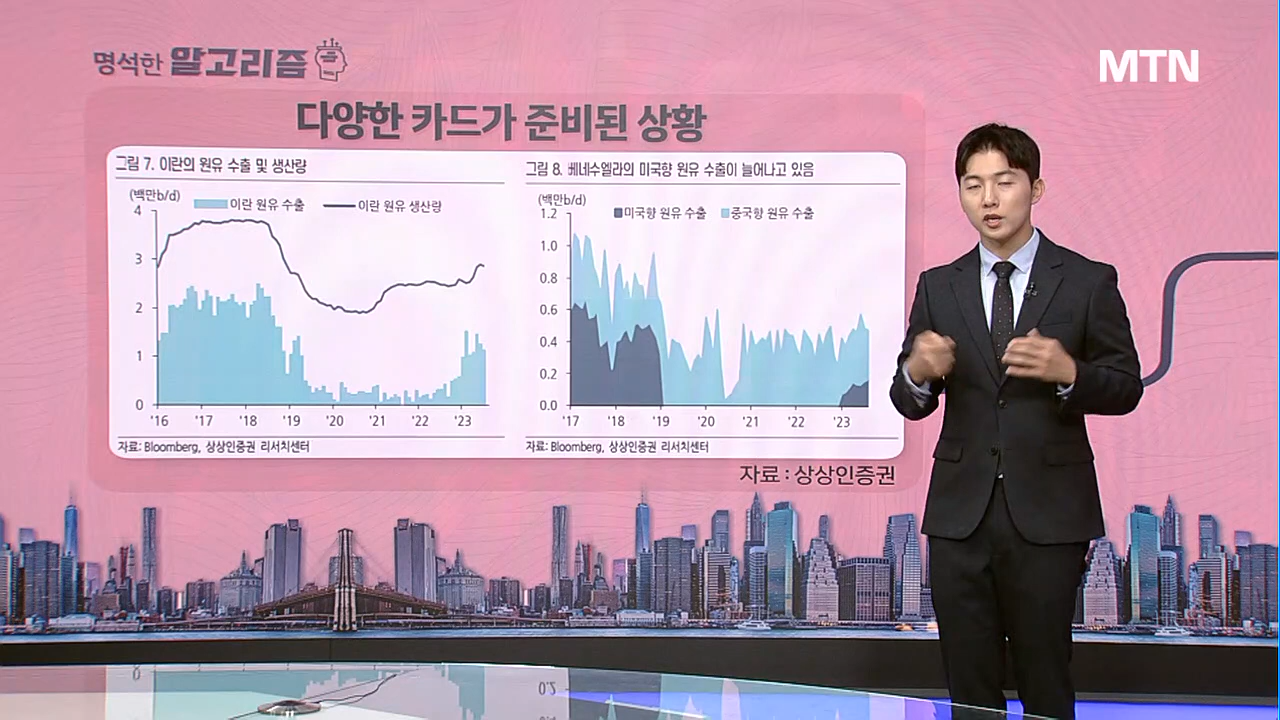 명석한 알고리즘
MTN
다양한 카드가 준비된 상황
그림 7. 이란의 원유 수출 및 생산량
(백만b/d)
이란 원유 수출
이란 원유 생산량
4
3
2
1
0
'16 '17 '18 '19 '20 '21 '22 '23
자료: Bloomberg, 상상인증권 리서치센터
그림 8. 베네수엘라의 미국향 원유 수출이 늘어나고 있음
(백만b/d)
미국향 원유 수출
중국향 원유 수출
1.2
1.0
0.8
0.6
0.4
0.2
0.0
'17 '18 '19 '20 '21 '22 '23
자료: Bloomberg, 상상인증권 리서치센터
자료 : 상상인증권
0
0.2